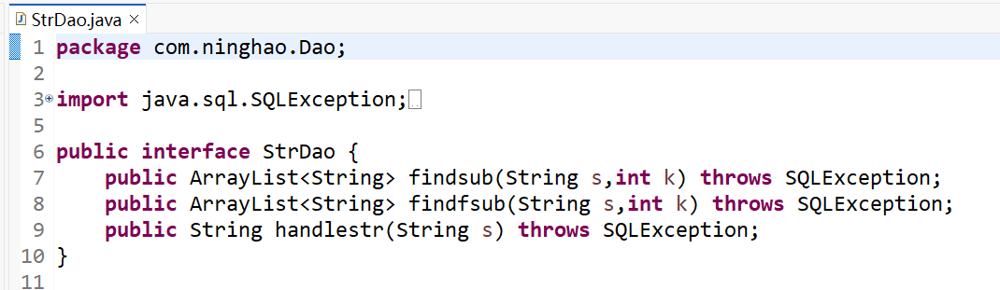 StrDao.java
1 package com.ninghao.Dao;
2
3 import java.sql.SQLException;
5
6 public interface StrDao {
7 public ArrayList<String> findsub(String s,int k) throws SQLException;
8 public ArrayList<String> findfsub(String s,int k) throws SQLException;
9 public String handlestr(String s) throws SQLException;
10 }
11